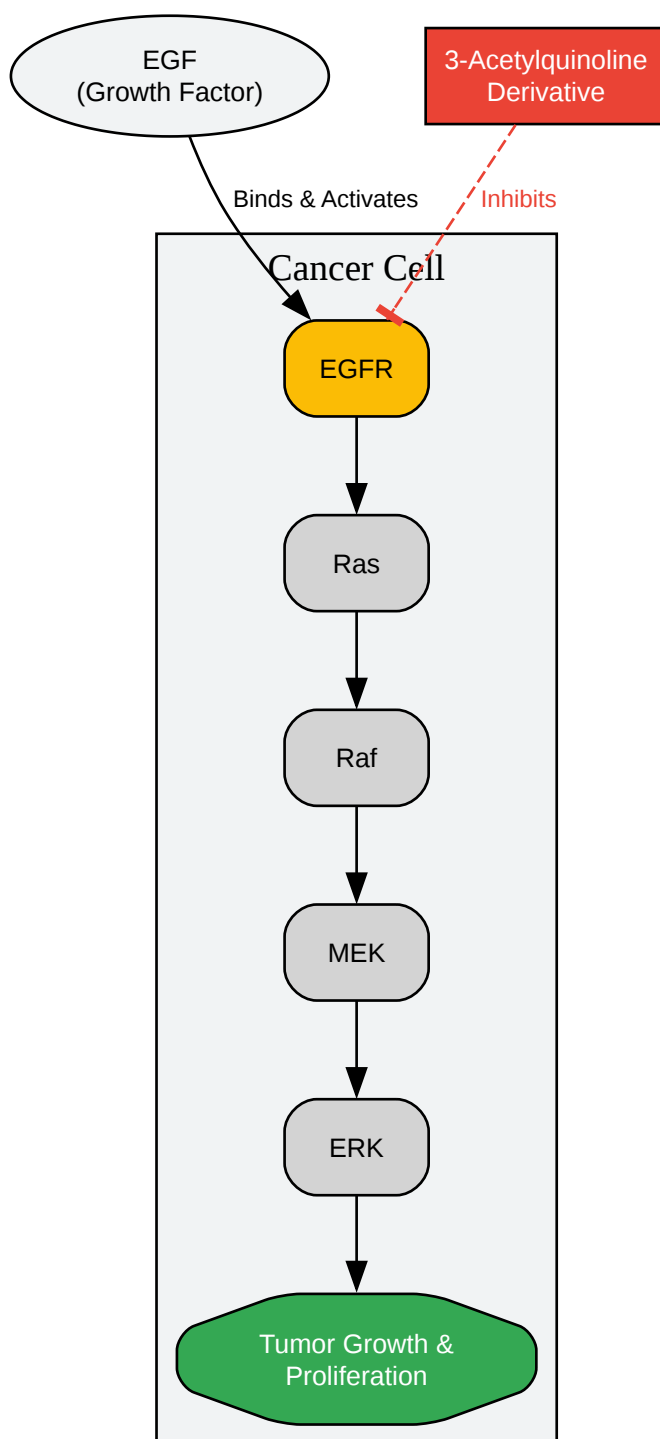 EGF
(Growth Factor)
3-Acetylquinoline
Derivative
Binds & Activates
Inhibits
Cancer Cell
EGFR
Ras
Raf
MEK
ERK
Tumor Growth &
Proliferation